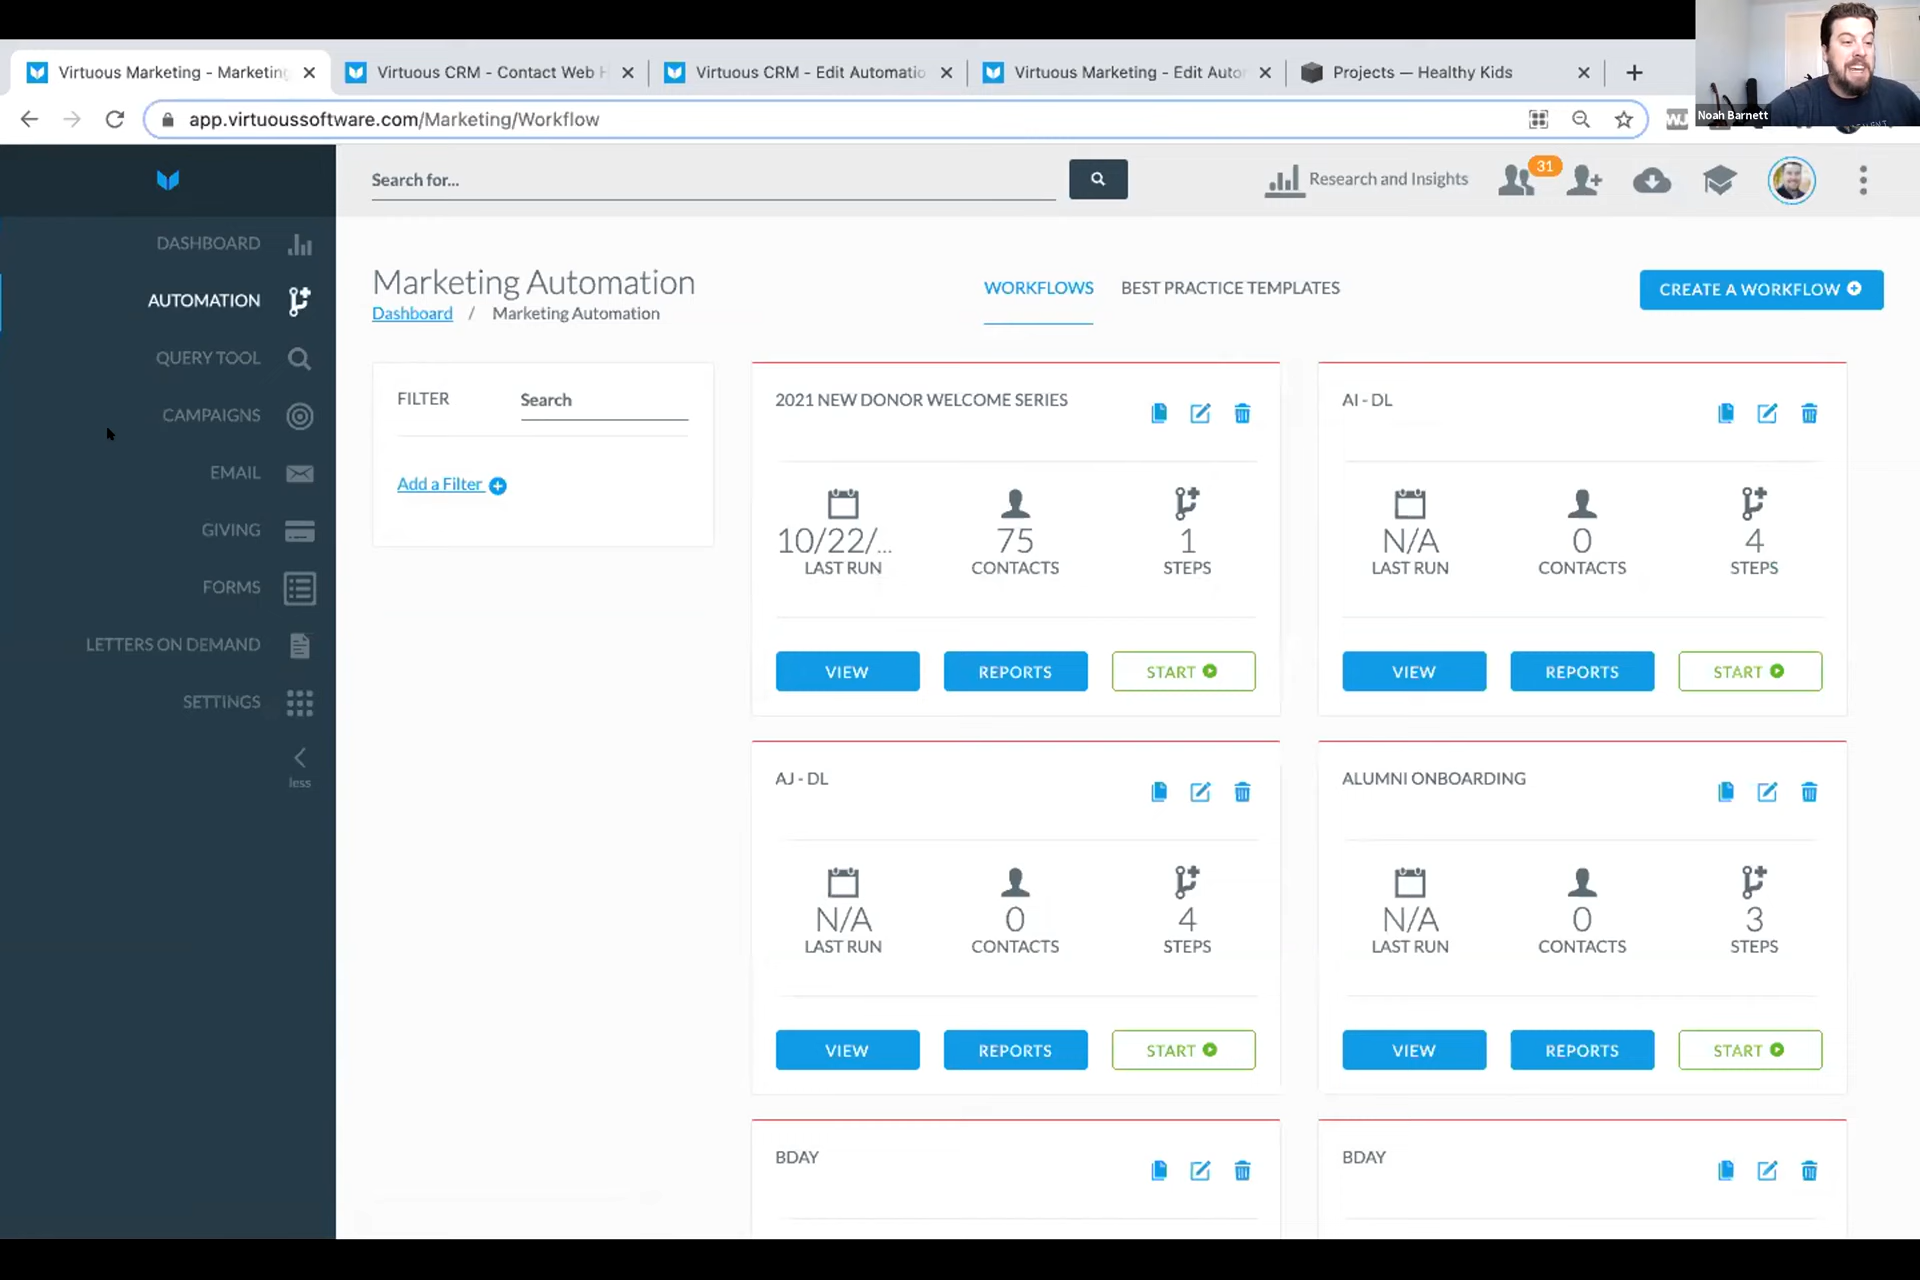 Virtuous Marketing - Marketing
Virtuous CRM - Contact Web F
Virtuous CRM - Edit Automatio
Virtuous Marketing - Edit Auto
Projects — Healthy Kids
app.virtuoussoftware.com/Marketing/Workflow
Noah Barnett
Search for...
Research and Insights
31
DASHBOARD
AUTOMATION
QUERY TOOL
CAMPAIGNS
EMAIL
GIVING
FORMS
LETTERS ON DEMAND
SETTINGS
less
Marketing Automation
Dashboard / Marketing Automation
WORKFLOWS
BEST PRACTICE TEMPLATES
CREATE A WORKFLOW
FILTER
Search
Add a Filter
2021 NEW DONOR WELCOME SERIES
10/22/... 75 1
LAST RUN CONTACTS STEPS
VIEW REPORTS START
AI - DL
N/A 0 4
LAST RUN CONTACTS STEPS
VIEW REPORTS START
AJ - DL
N/A 0 4
LAST RUN CONTACTS STEPS
VIEW REPORTS START
ALUMNI ONBOARDING
N/A 0 3
LAST RUN CONTACTS STEPS
VIEW REPORTS START
BDAY
BDAY